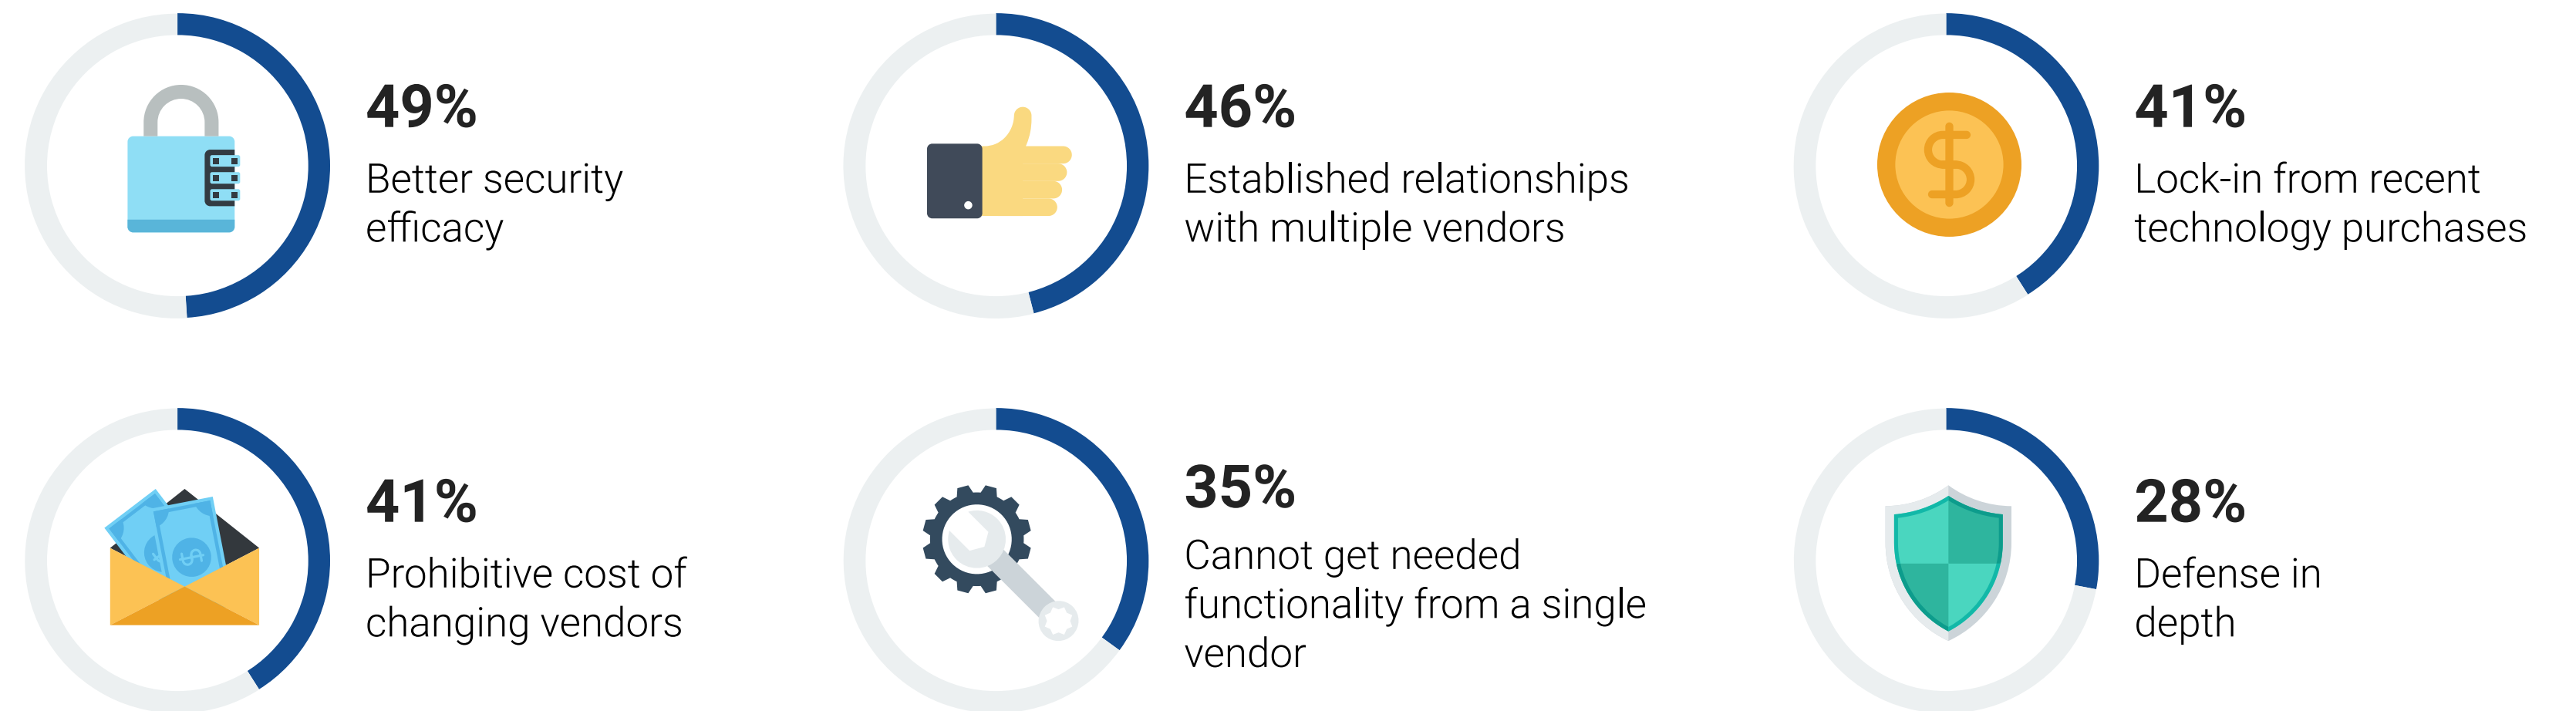 49%
Better security
efficacy
46%
Established relationships
with multiple vendors
41%
Lock-in from recent
technology purchases
41%
Prohibitive cost of
changing vendors
35%
Cannot get needed
functionality from a single
vendor
28%
Defense in
depth